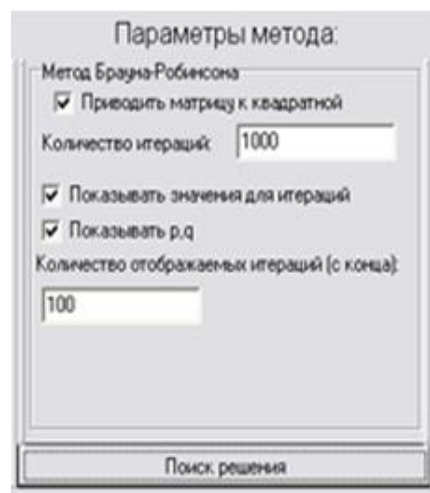 Параметры метода:
Метод Брауна-Робинсона
Приводить матрицу к квадратной
Количество итераций: 1000
Показывать значения для итераций
Показывать p,q
Количество отображаемых итераций (с конца):
100
Поиск решения